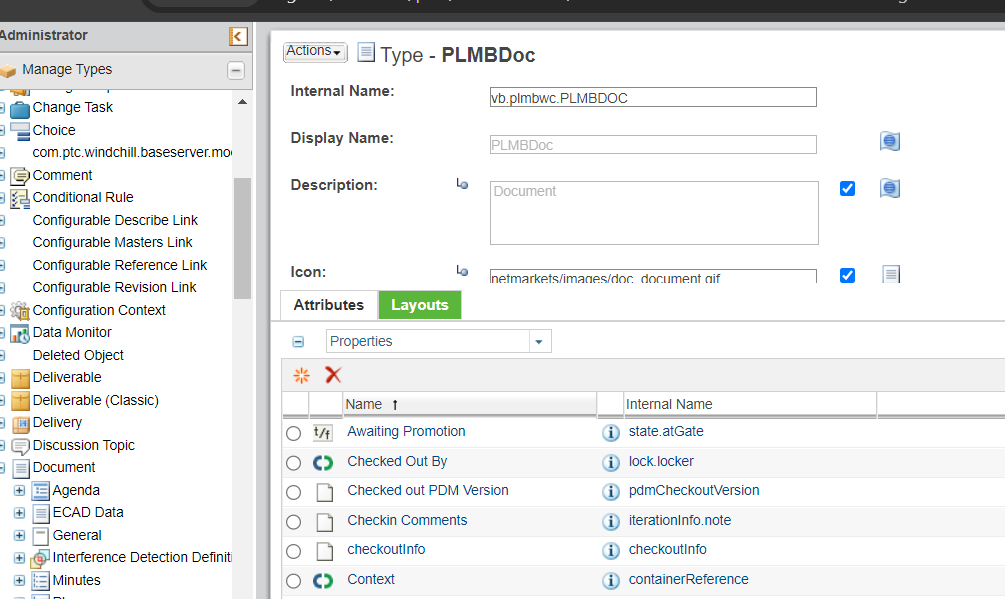 Administrator
Manage Types
Change Task
Choice
com.ptc.windchill.baseserver.mo
Comment
Conditional Rule
Configurable Describe Link
Configurable Masters Link
Configurable Reference Link
Configurable Revision Link
Configuration Context
Data Monitor
Deleted Object
Deliverable
Deliverable (Classic)
Delivery
Discussion Topic
Document
Agenda
ECAD Data
General
Interference Detection Definiti
Minutes
Actions
Type - PLMBDoc
Internal Name:
vb.plmbwc.PLMBDOC
Display Name:
PLMBDoc
Description:
Document
Icon:
netmarkets/images/doc_document.gif
Attributes
Layouts
Properties
Name ↑
Internal Name
t/f
Awaiting Promotion
state.atGate
Checked Out By
lock.locker
Checked out PDM Version
pdmCheckoutVersion
Checkin Comments
iterationInfo.note
checkoutInfo
checkoutInfo
Context
containerReference